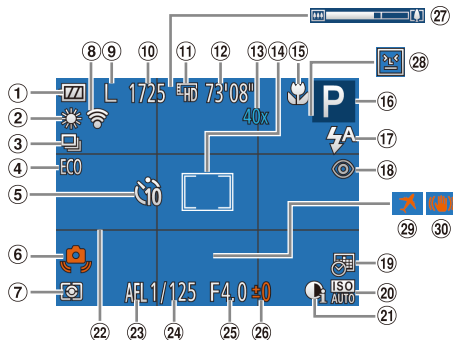 ⑧ ⑨ ⑩ ⑪ ⑫ ⑬ ⑭ ⑮ ㉗
① L 1725 HD 73'08" P ⑯ ㉘
② 40x
③ A ⑰
④ ECO ⑱
⑤ 10
㉙ ㉚
⑥ ⑲
⑦ AFL 1/125 F4.0 ±0 i ISO AUTO ⑳
㉒ ㉓ ㉔ ㉕ ㉖ ㉑